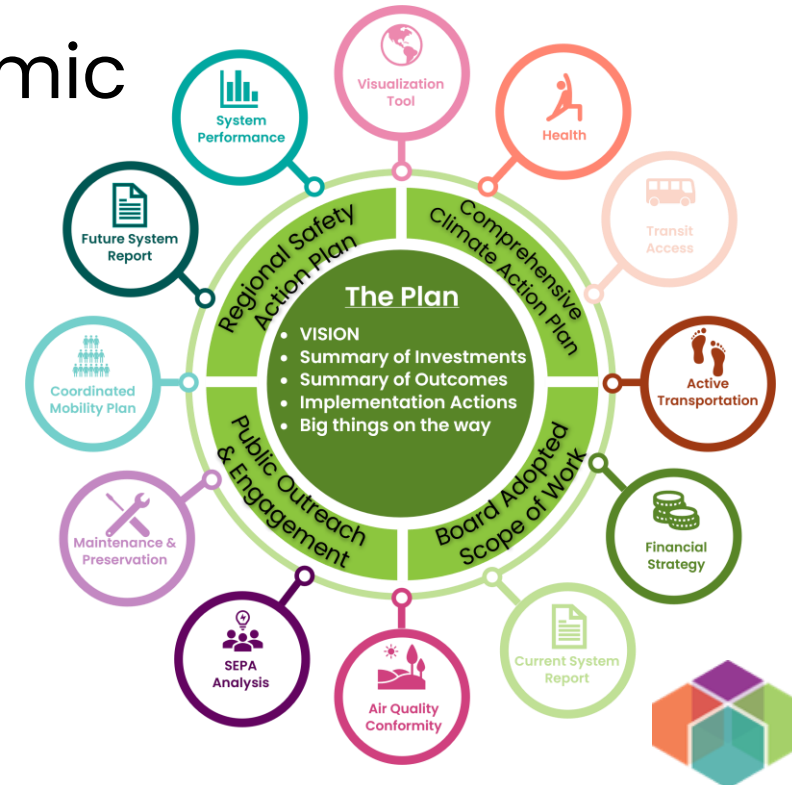 mic
Visualization
Tool
System
Performance
Health
Future System
Report
Transit
Access
Regional Safety
Action Plan
Comprehensive
Climate Action Plan
The Plan
• VISION
• Summary of Investments
• Summary of Outcomes
• Implementation Actions
• Big things on the way
Coordinated
Mobility Plan
Active
Transportation
Public Outreach
& Engagement
Board Adopted
Scope of Work
Maintenance &
Preservation
Financial
Strategy
SEPA
Analysis
Current System
Report
Air Quality
Conformity